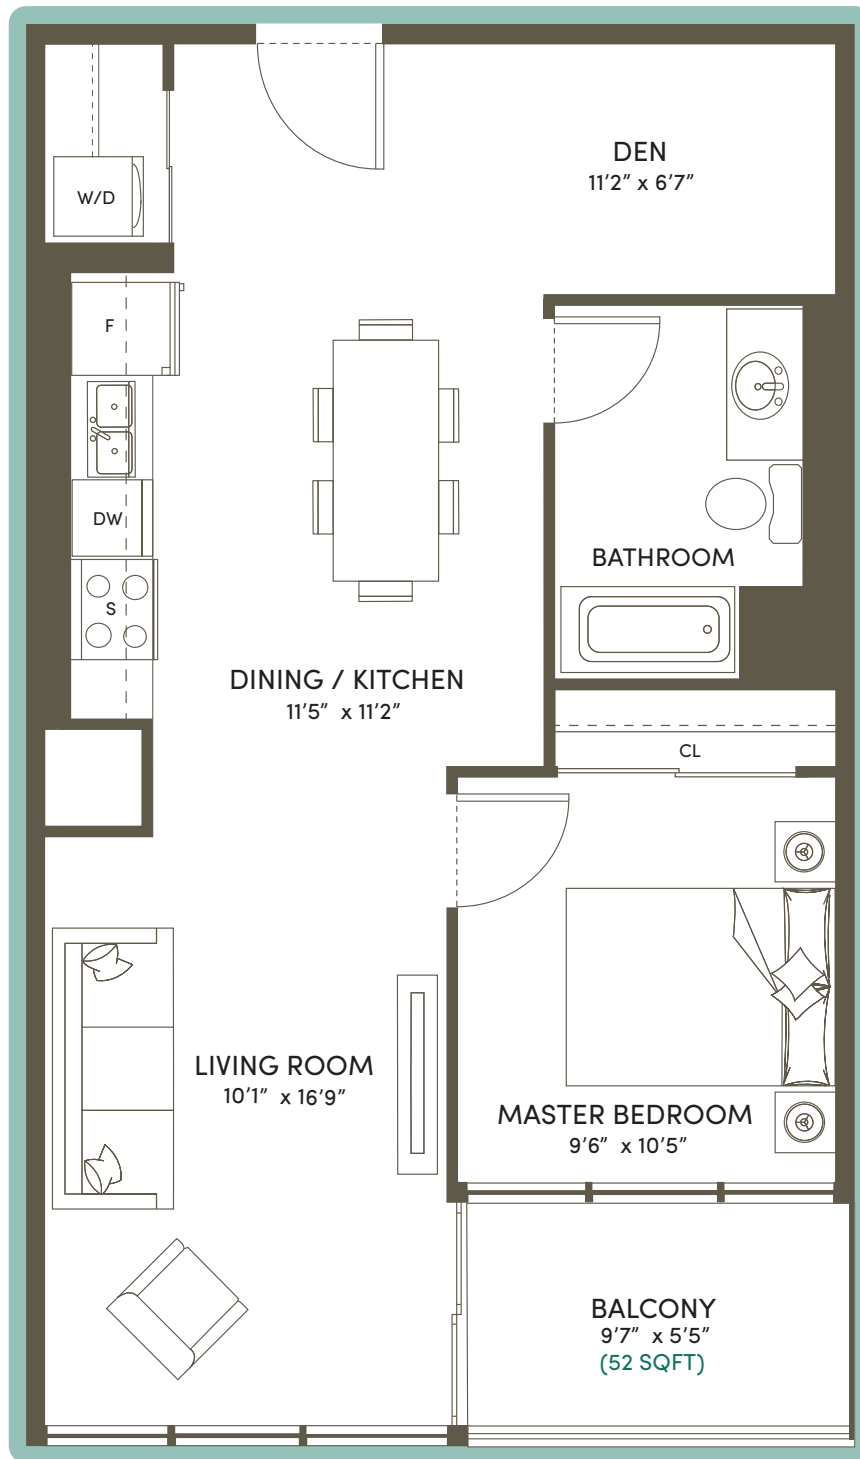 DEN
11’2” x 6’7”
W/D
F
DW
BATHROOM
S
DINING / KITCHEN
11’5” x 11’2”
CL
LIVING ROOM
10’1” x 16’9”
MASTER BEDROOM
9’6” x 10’5”
BALCONY
9’7” x 5’5”
(52 SQFT)